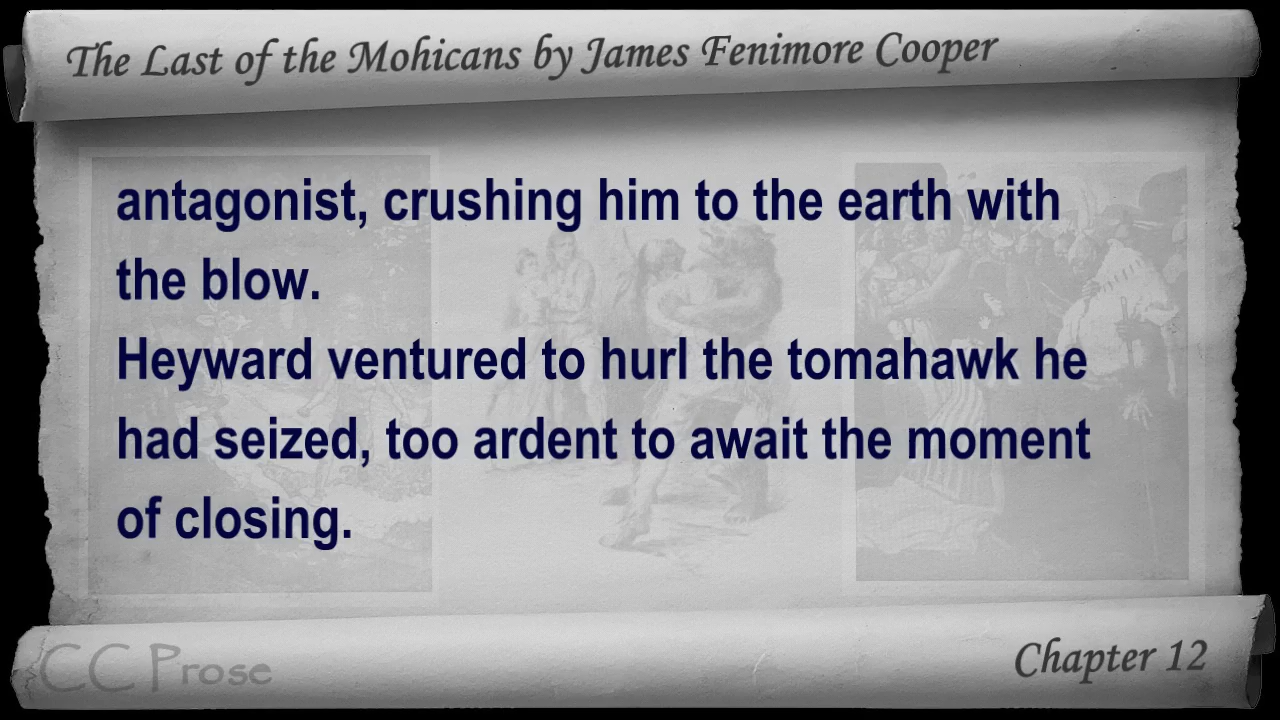 The Last of the Mohicans by James Fenimore Cooper
antagonist, crushing him to the earth with
the blow.
Heyward ventured to hurl the tomahawk he
had seized, too ardent to await the moment
of closing.
CC Prose
Chapter 12